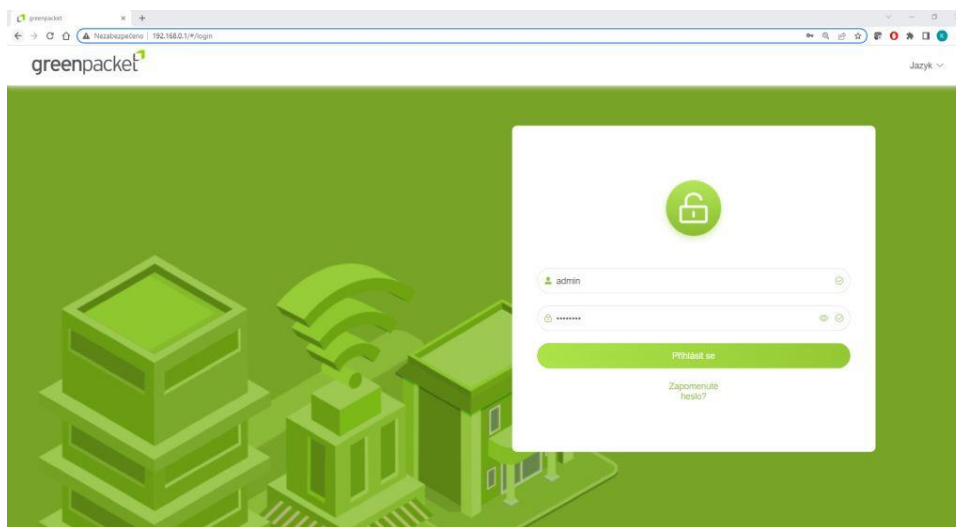 greenpacket
Nezabezpečeno | 192.168.0.1/#/login
greenpacket
Jazyk
admin
Přihlásit se
Zapomenuté
heslo?